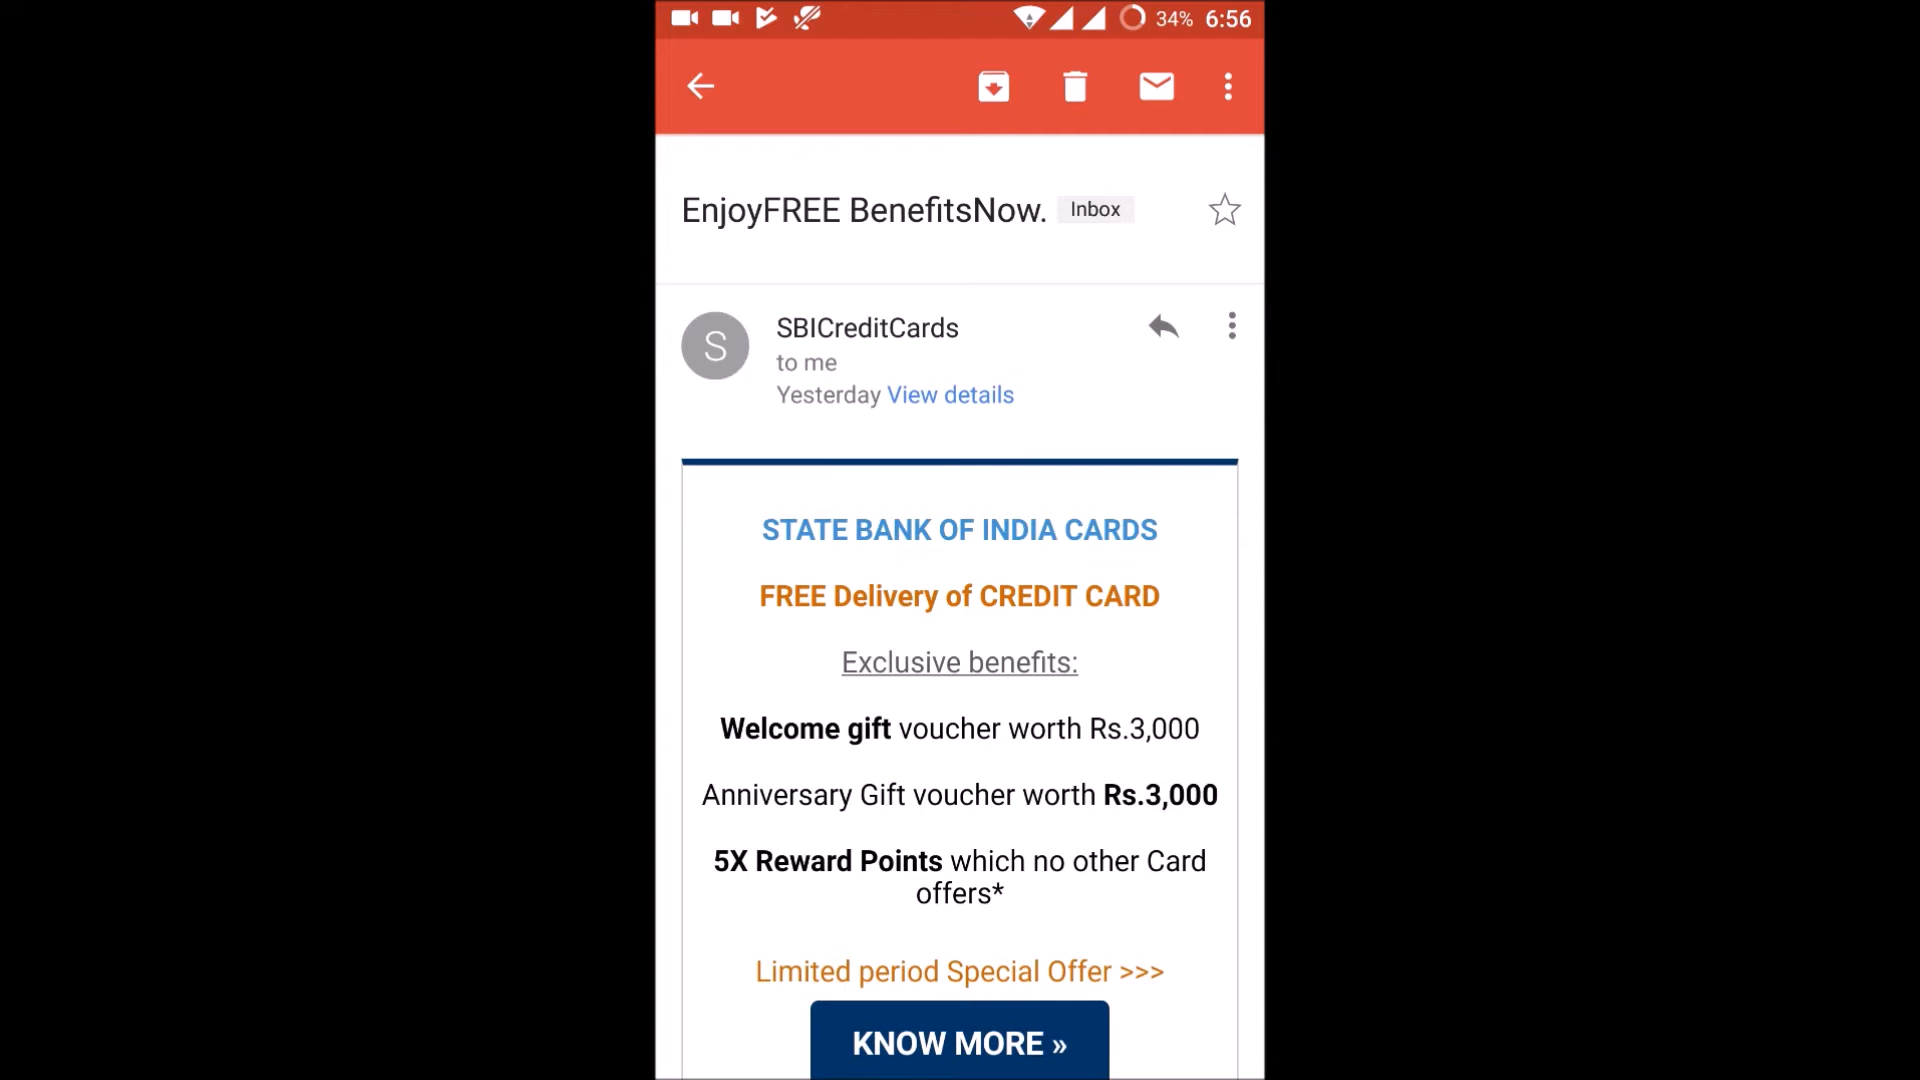 34% 6:56
EnjoyFREE BenefitsNow. Inbox
S
SBICreditCards
to me
Yesterday View details
STATE BANK OF INDIA CARDS
FREE Delivery of CREDIT CARD
Exclusive benefits:
Welcome gift voucher worth Rs.3,000
Anniversary Gift voucher worth Rs.3,000
5X Reward Points which no other Card
offers*
Limited period Special Offer >>>
KNOW MORE »